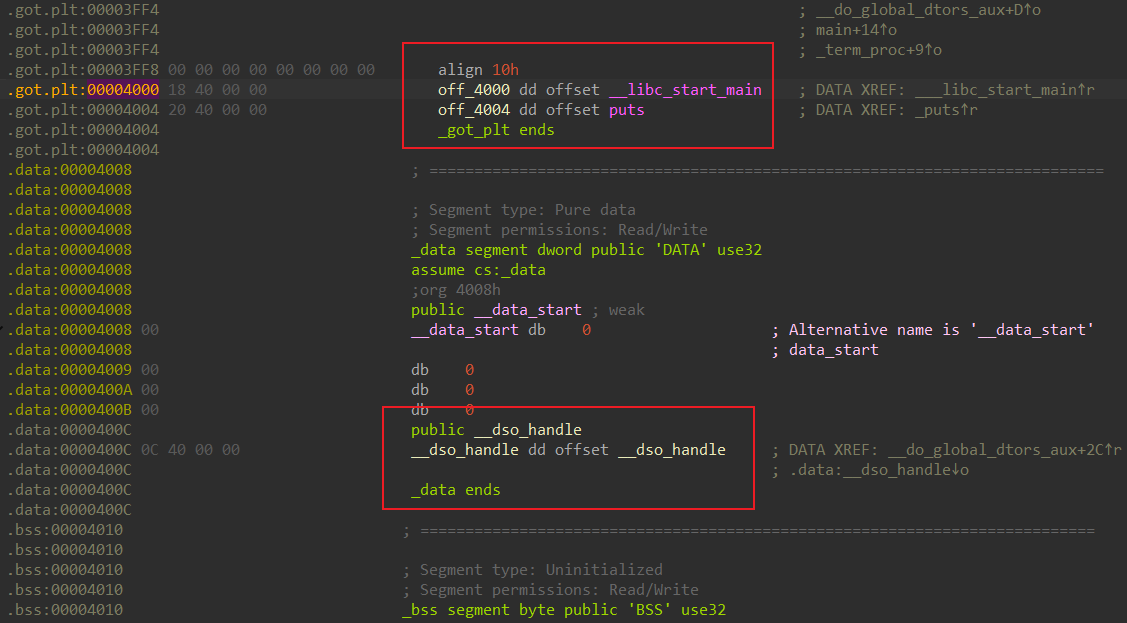 .got.plt:00003FF4 ; __do_global_dtors_aux+D↑o
.got.plt:00003FF4 ; main+14↑o
.got.plt:00003FF4 ; _term_proc+9↑o
.got.plt:00003FF8 00 00 00 00 00 00 00 00 align 10h
.got.plt:00004000 18 40 00 00 off_4000 dd offset __libc_start_main ; DATA XREF: ___libc_start_main↑r
.got.plt:00004004 20 40 00 00 off_4004 dd offset puts ; DATA XREF: _puts↑r
.got.plt:00004004 _got_plt ends
.got.plt:00004004
.data:00004008 ; ===========================================================================
.data:00004008
.data:00004008 ; Segment type: Pure data
.data:00004008 ; Segment permissions: Read/Write
.data:00004008 _data segment dword public 'DATA' use32
.data:00004008 assume cs:_data
.data:00004008 ;org 4008h
.data:00004008 public __data_start ; weak
.data:00004008 00 __data_start db 0 ; Alternative name is '__data_start'
.data:00004008 ; data_start
.data:00004009 00 db 0
.data:0000400A 00 db 0
.data:0000400B 00 db 0
.data:0000400C public __dso_handle
.data:0000400C 0C 40 00 00 __dso_handle dd offset __dso_handle ; DATA XREF: __do_global_dtors_aux+2C↑r
.data:0000400C ; .data:__dso_handle↓o
.data:0000400C _data ends
.data:0000400C
.bss:00004010 ; ===========================================================================
.bss:00004010
.bss:00004010 ; Segment type: Uninitialized
.bss:00004010 ; Segment permissions: Read/Write
.bss:00004010 _bss segment byte public 'BSS' use32